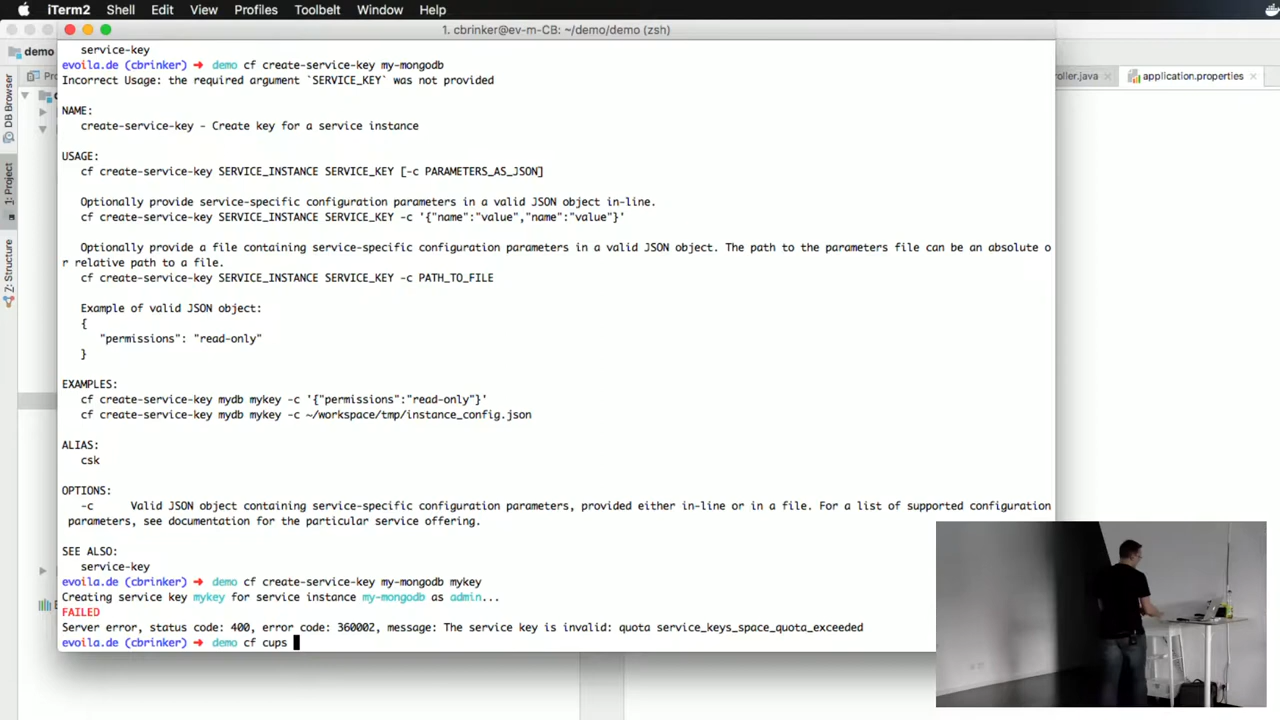 iTerm2 Shell Edit View Profiles Toolbelt Window Help
1. cbrinker@ev-m-CB: ~/demo/demo (zsh)
demo
roller.java
application.properties
DB Browser
1: Project
Z: Structure
service-key
evoila.de (cbrinker) ➜ demo cf create-service-key my-mongodb
Incorrect Usage: the required argument `SERVICE_KEY` was not provided
NAME:
create-service-key - Create key for a service instance
USAGE:
cf create-service-key SERVICE_INSTANCE SERVICE_KEY [-c PARAMETERS_AS_JSON]
Optionally provide service-specific configuration parameters in a valid JSON object in-line.
cf create-service-key SERVICE_INSTANCE SERVICE_KEY -c '{"name":"value","name":"value"}'
Optionally provide a file containing service-specific configuration parameters in a valid JSON object. The path to the parameters file can be an absolute o
r relative path to a file.
cf create-service-key SERVICE_INSTANCE SERVICE_KEY -c PATH_TO_FILE
Example of valid JSON object:
{
"permissions": "read-only"
}
EXAMPLES:
cf create-service-key mydb mykey -c '{"permissions":"read-only"}'
cf create-service-key mydb mykey -c ~/workspace/tmp/instance_config.json
ALIAS:
csk
OPTIONS:
-c Valid JSON object containing service-specific configuration parameters, provided either in-line or in a file. For a list of supported configuration
parameters, see documentation for the particular service offering.
SEE ALSO:
service-key
evoila.de (cbrinker) ➜ demo cf create-service-key my-mongodb mykey
Creating service key mykey for service instance my-mongodb as admin...
FAILED
Server error, status code: 400, error code: 360002, message: The service key is invalid: quota service_keys_space_quota_exceeded
evoila.de (cbrinker) ➜ demo cf cups